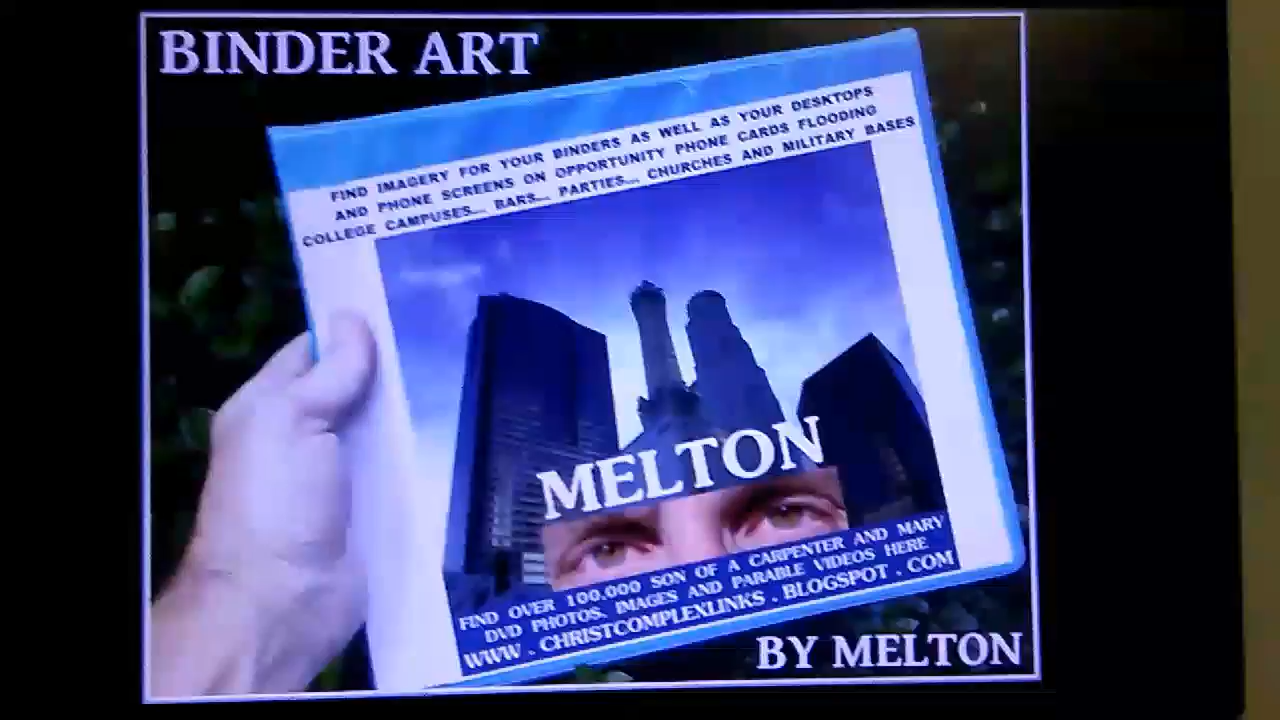 BINDER ART
FIND IMAGERY FOR YOUR BINDERS AS WELL AS YOUR DESKTOPS
AND PHONE SCREENS ON OPPORTUNITY PHONE CARDS FLOODING
COLLEGE CAMPUSES... BARS... PARTIES... CHURCHES AND MILITARY BASES
MELTON
FIND OVER 100,000 SON OF A CARPENTER AND MARY
DVD PHOTOS, IMAGES AND PARABLE VIDEOS HERE
WWW . CHRISTCOMPLEXLINKS . BLOGSPOT . COM
BY MELTON